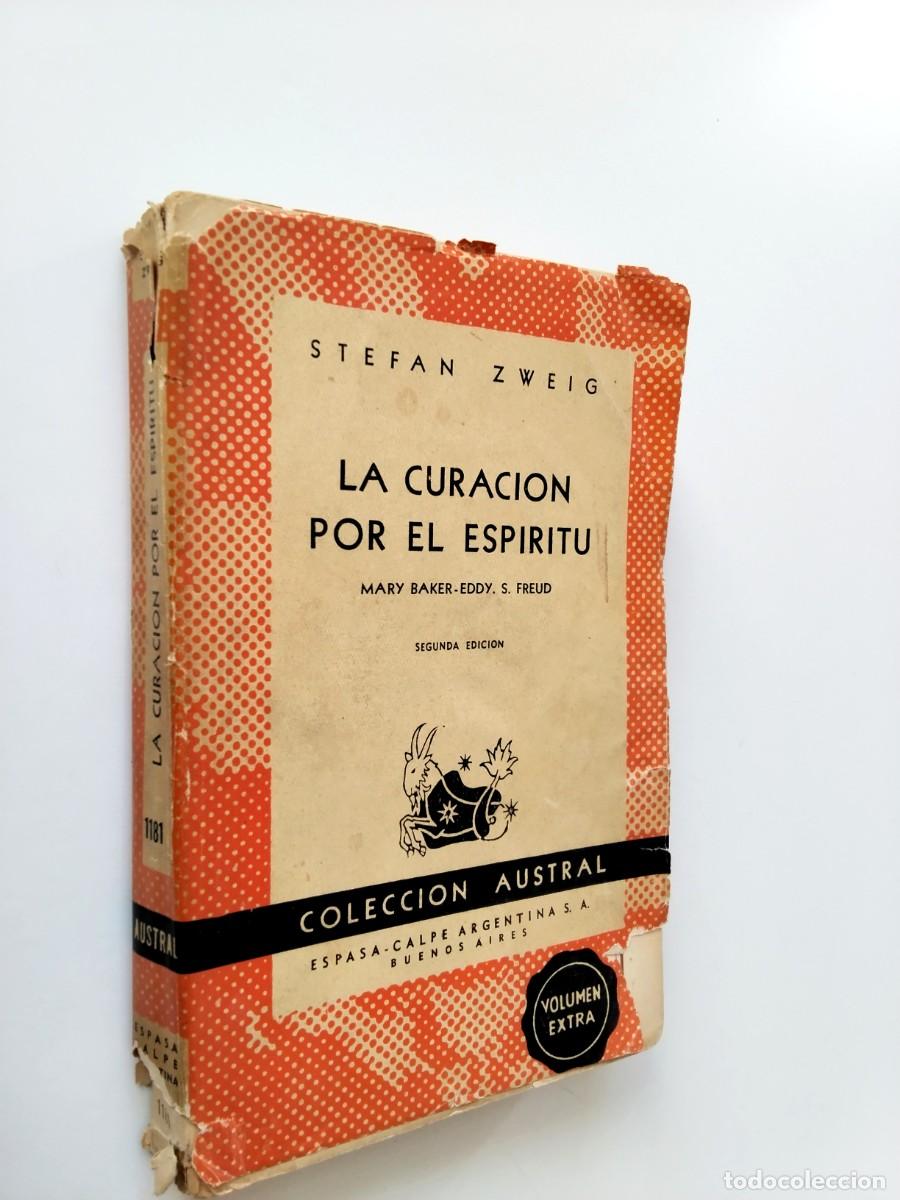 STEFAN ZWEIG
LA CURACION
POR EL ESPIRITU
MARY BAKER-EDDY. S. FREUD
SEGUNDA EDICION
COLECCION AUSTRAL
ESPASA-CALPE ARGENTINA S. A.
BUENOS AIRES
VOLUMEN
EXTRA
LA CURACION POR EL ESPIRITU
1181
AUSTRAL
ESPASA
todocoleccion